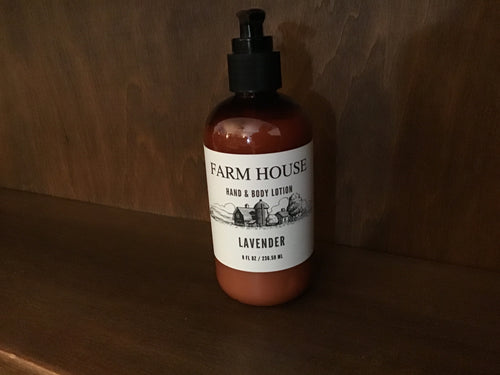 FARM HOUSE
HAND & BODY LOTION
LAVENDER
8 FL OZ / 236.58 ML